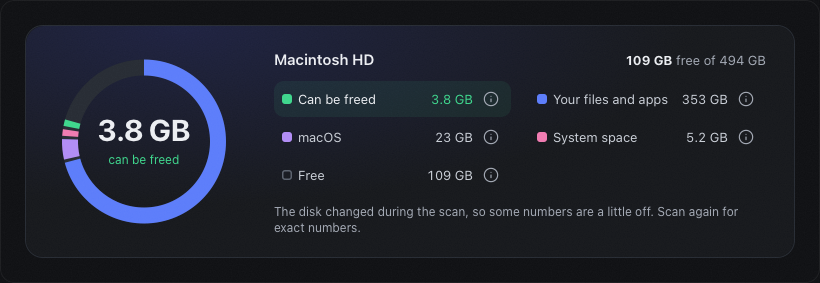 3.8 GB
can be freed
Macintosh HD
109 GB free of 494 GB
Can be freed 3.8 GB
Your files and apps 353 GB
macOS 23 GB
System space 5.2 GB
Free 109 GB
The disk changed during the scan, so some numbers are a little off. Scan again for
exact numbers.